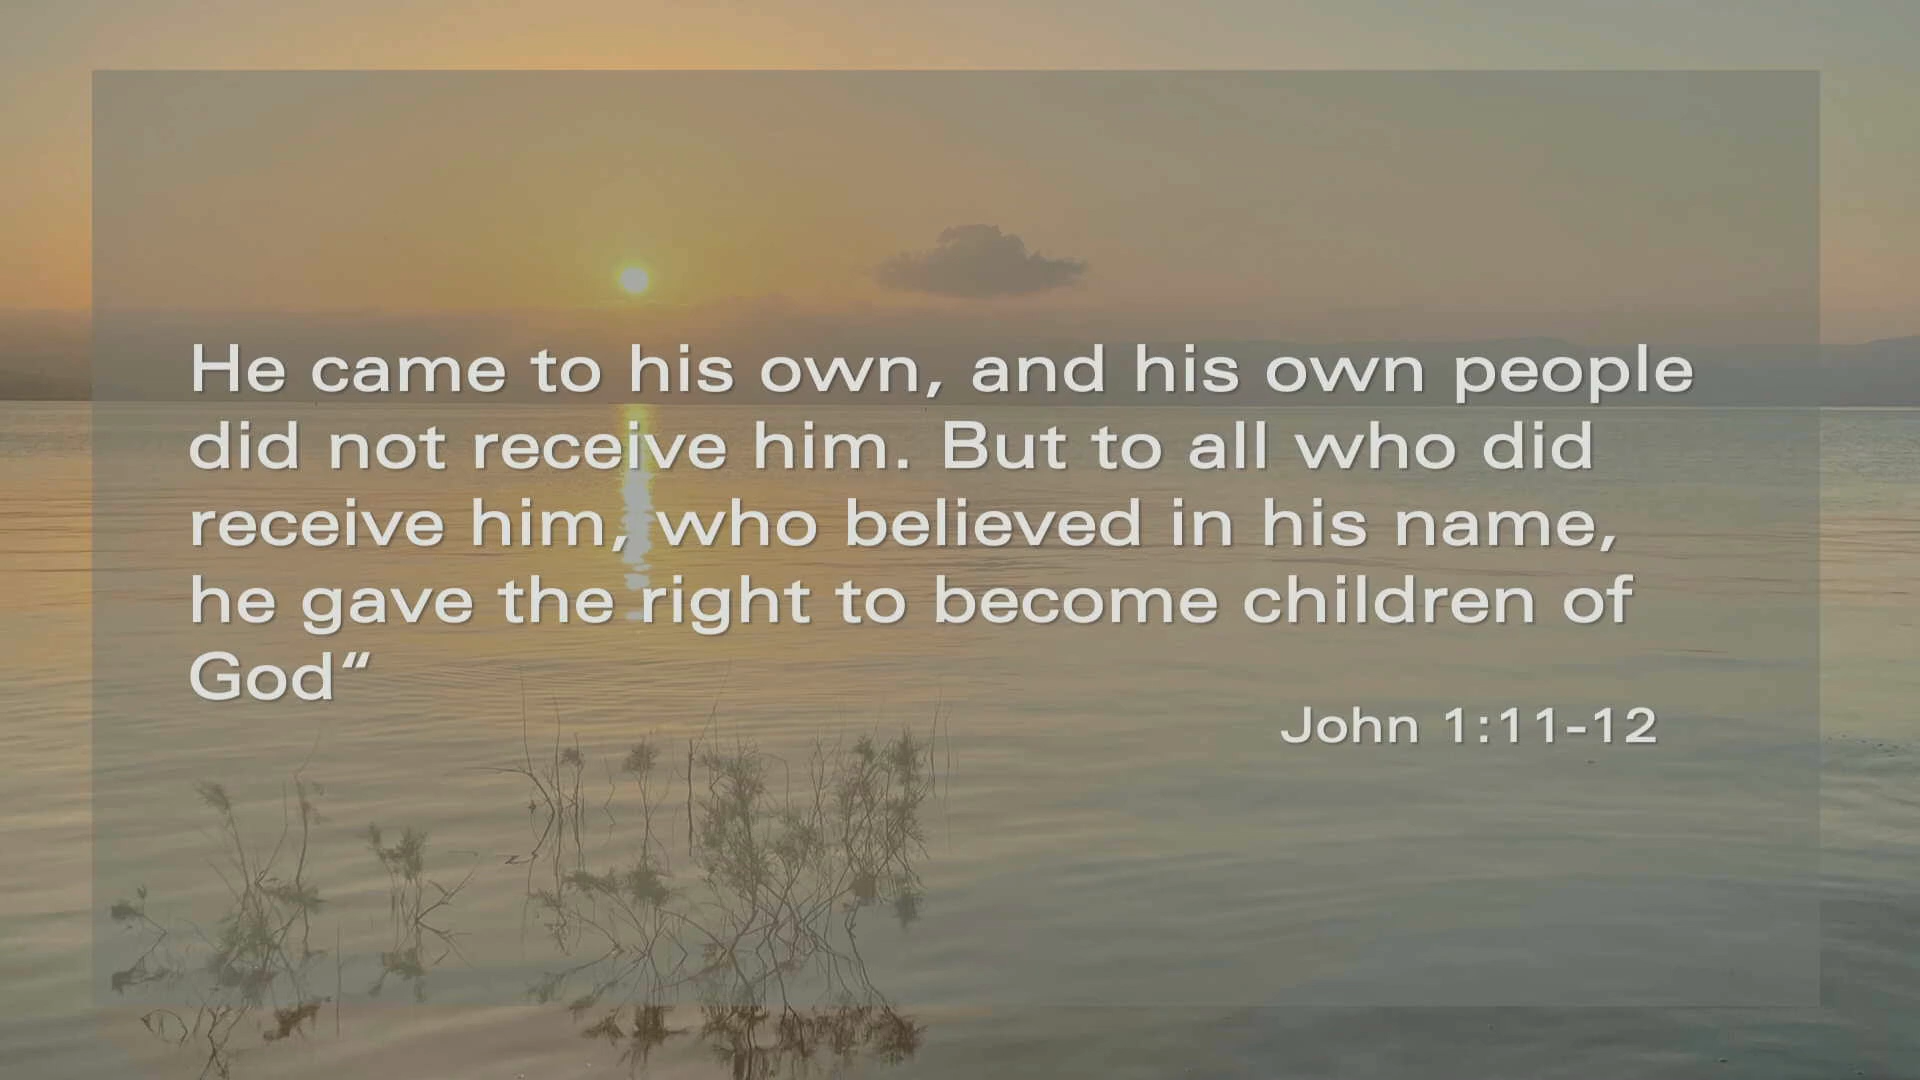 He came to his own, and his own people
did not receive him. But to all who did
receive him, who believed in his name,
he gave the right to become children of
God“
John 1:11-12